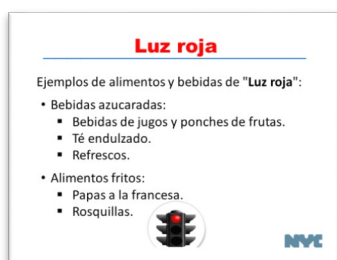 Luz roja
Ejemplos de alimentos y bebidas de "Luz roja":
• Bebidas azucaradas:
▪ Bebidas de jugos y ponches de frutas.
▪ Té endulzado.
▪ Refrescos.
• Alimentos fritos:
▪ Papas a la francesa.
▪ Rosquillas.
NYC